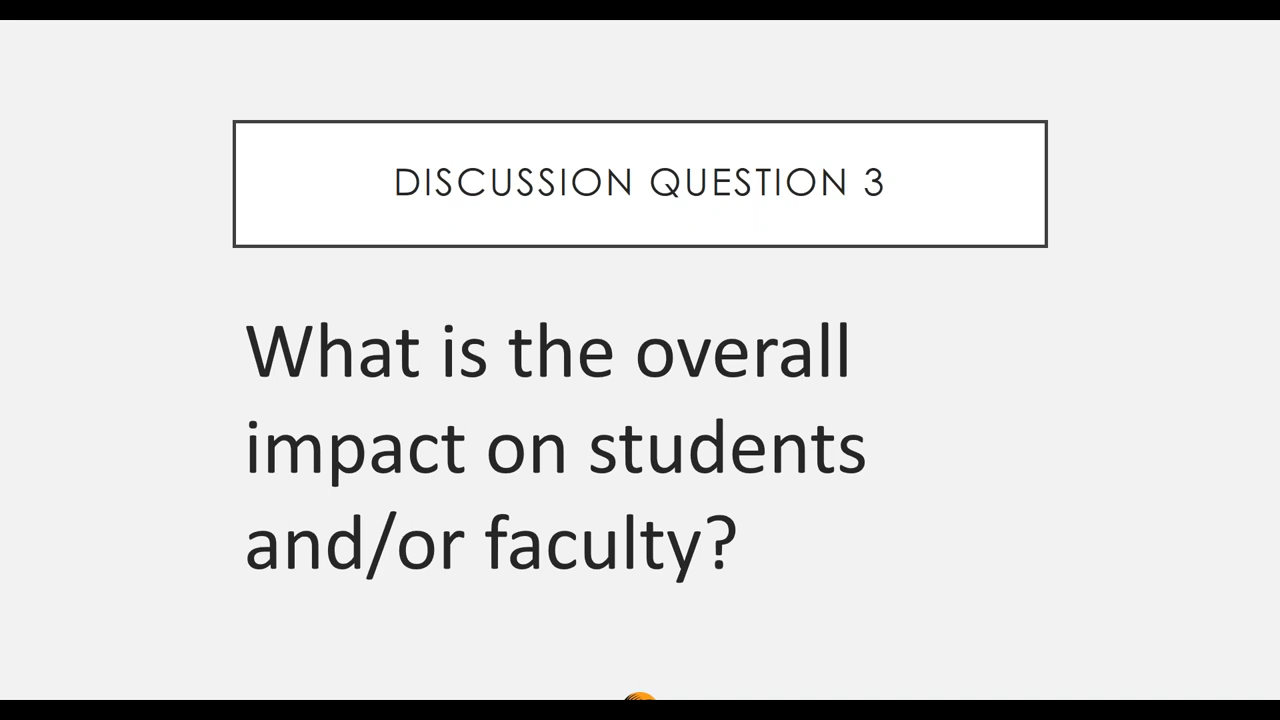 DISCUSSION QUESTION 3
What is the overall
impact on students
and/or faculty?